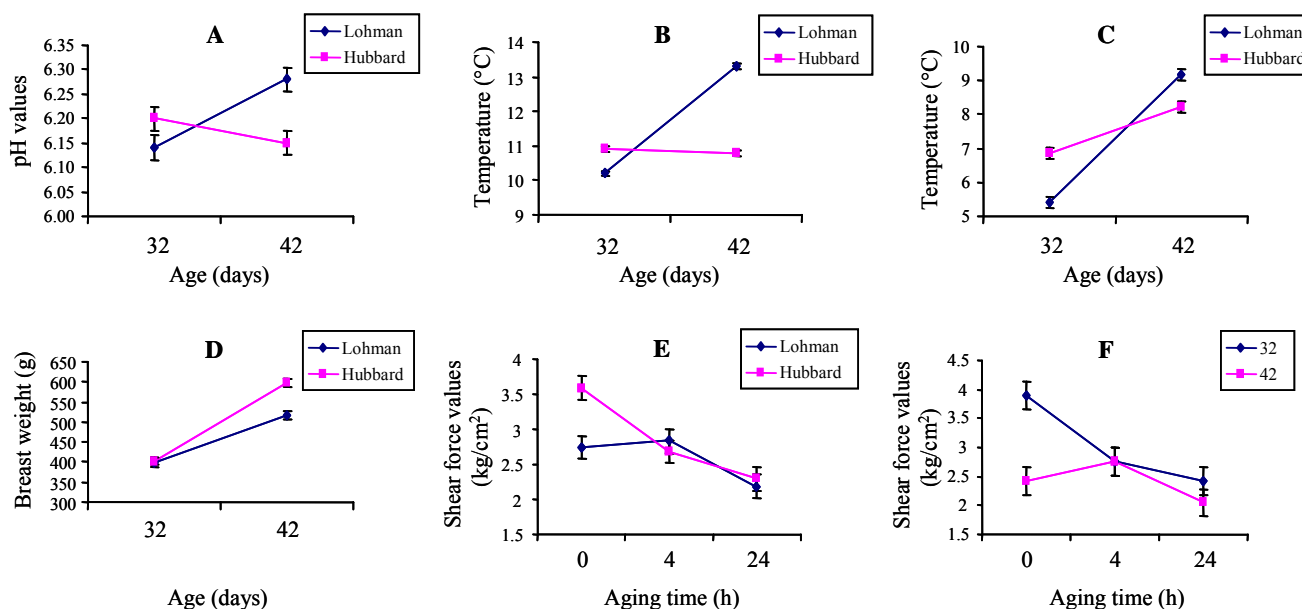 A
Lohman
Hubbard
pH values
6.35
6.30
6.25
6.20
6.15
6.10
6.05
6.00
32 42
Age (days)
B
Lohman
Hubbard
Temperature (°C)
14
13
12
11
10
9
32 42
Age (days)
C
Lohman
Hubbard
Temperature (°C)
10
9
8
7
6
5
32 42
Age (days)
D
Lohman
Hubbard
Breast weight (g)
650
600
550
500
450
400
350
300
32 42
Age (days)
E
Lohman
Hubbard
Shear force values
(kg/cm²)
4
3.5
3
2.5
2
1.5
0 4 24
Aging time (h)
F
32
42
Shear force values
(kg/cm²)
4.5
4
3.5
3
2.5
2
1.5
0 4 24
Aging time (h)